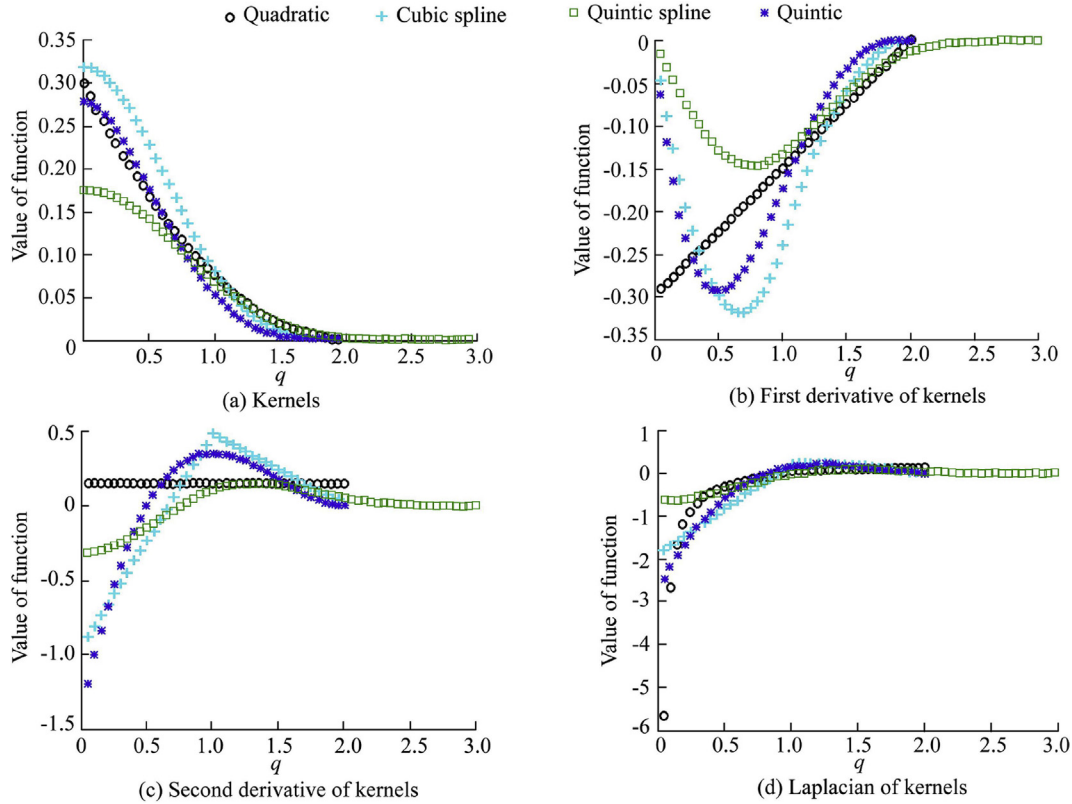 Quadratic Cubic spline Quintic spline Quintic
0.35
0.30
0.25
0.20
0.15
0.10
0.05
0
Value of function
0.5 1.0 1.5 2.0 2.5 3.0
q
(a) Kernels
0
-0.05
-0.10
-0.15
-0.20
-0.25
-0.30
-0.35
Value of function
0 0.5 1.0 1.5 2.0 2.5 3.0
q
(b) First derivative of kernels
0.5
0
-0.5
-1.0
-1.5
Value of function
0 0.5 1.0 1.5 2.0 2.5 3.0
q
(c) Second derivative of kernels
1
0
-1
-2
-3
-4
-5
-6
Value of function
0 0.5 1.0 1.5 2.0 2.5 3.0
q
(d) Laplacian of kernels